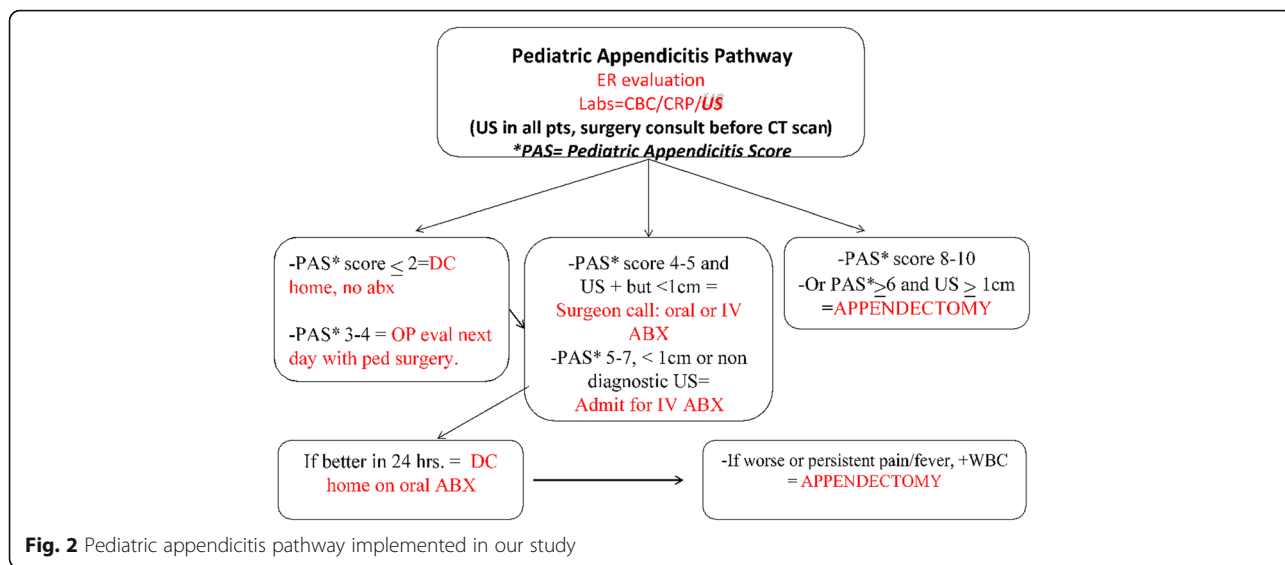 Pediatric Appendicitis Pathway
ER evaluation
Labs=CBC/CRP/US
(US in all pts, surgery consult before CT scan)
*PAS= Pediatric Appendicitis Score
-PAS* score ≤ 2=DC
home, no abx
-PAS* 3-4 = OP eval next
day with ped surgery.
-PAS* score 4-5 and
US + but <1cm =
Surgeon call: oral or IV
ABX
-PAS* 5-7, < 1cm or non
diagnostic US=
Admit for IV ABX
-PAS* score 8-10
-Or PAS*≥6 and US ≥ 1cm
=APPENDECTOMY
If better in 24 hrs. = DC
home on oral ABX
-If worse or persistent pain/fever, +WBC
= APPENDECTOMY
Fig. 2 Pediatric appendicitis pathway implemented in our study